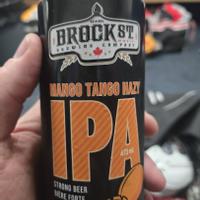 BROCK ST.
BREWING COMPANY
MANGO TANGO HAZY
IPA
473 ML
STRONG BEER
BIÈRE FORTE